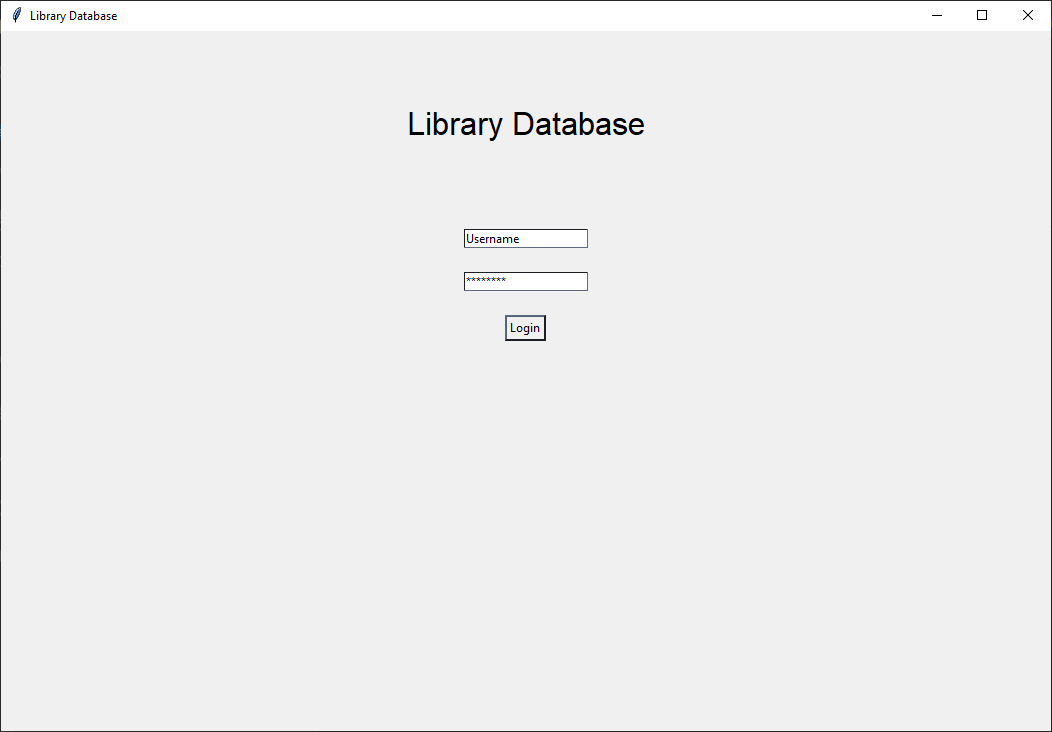 Library Database
Library Database
Username
********
Login